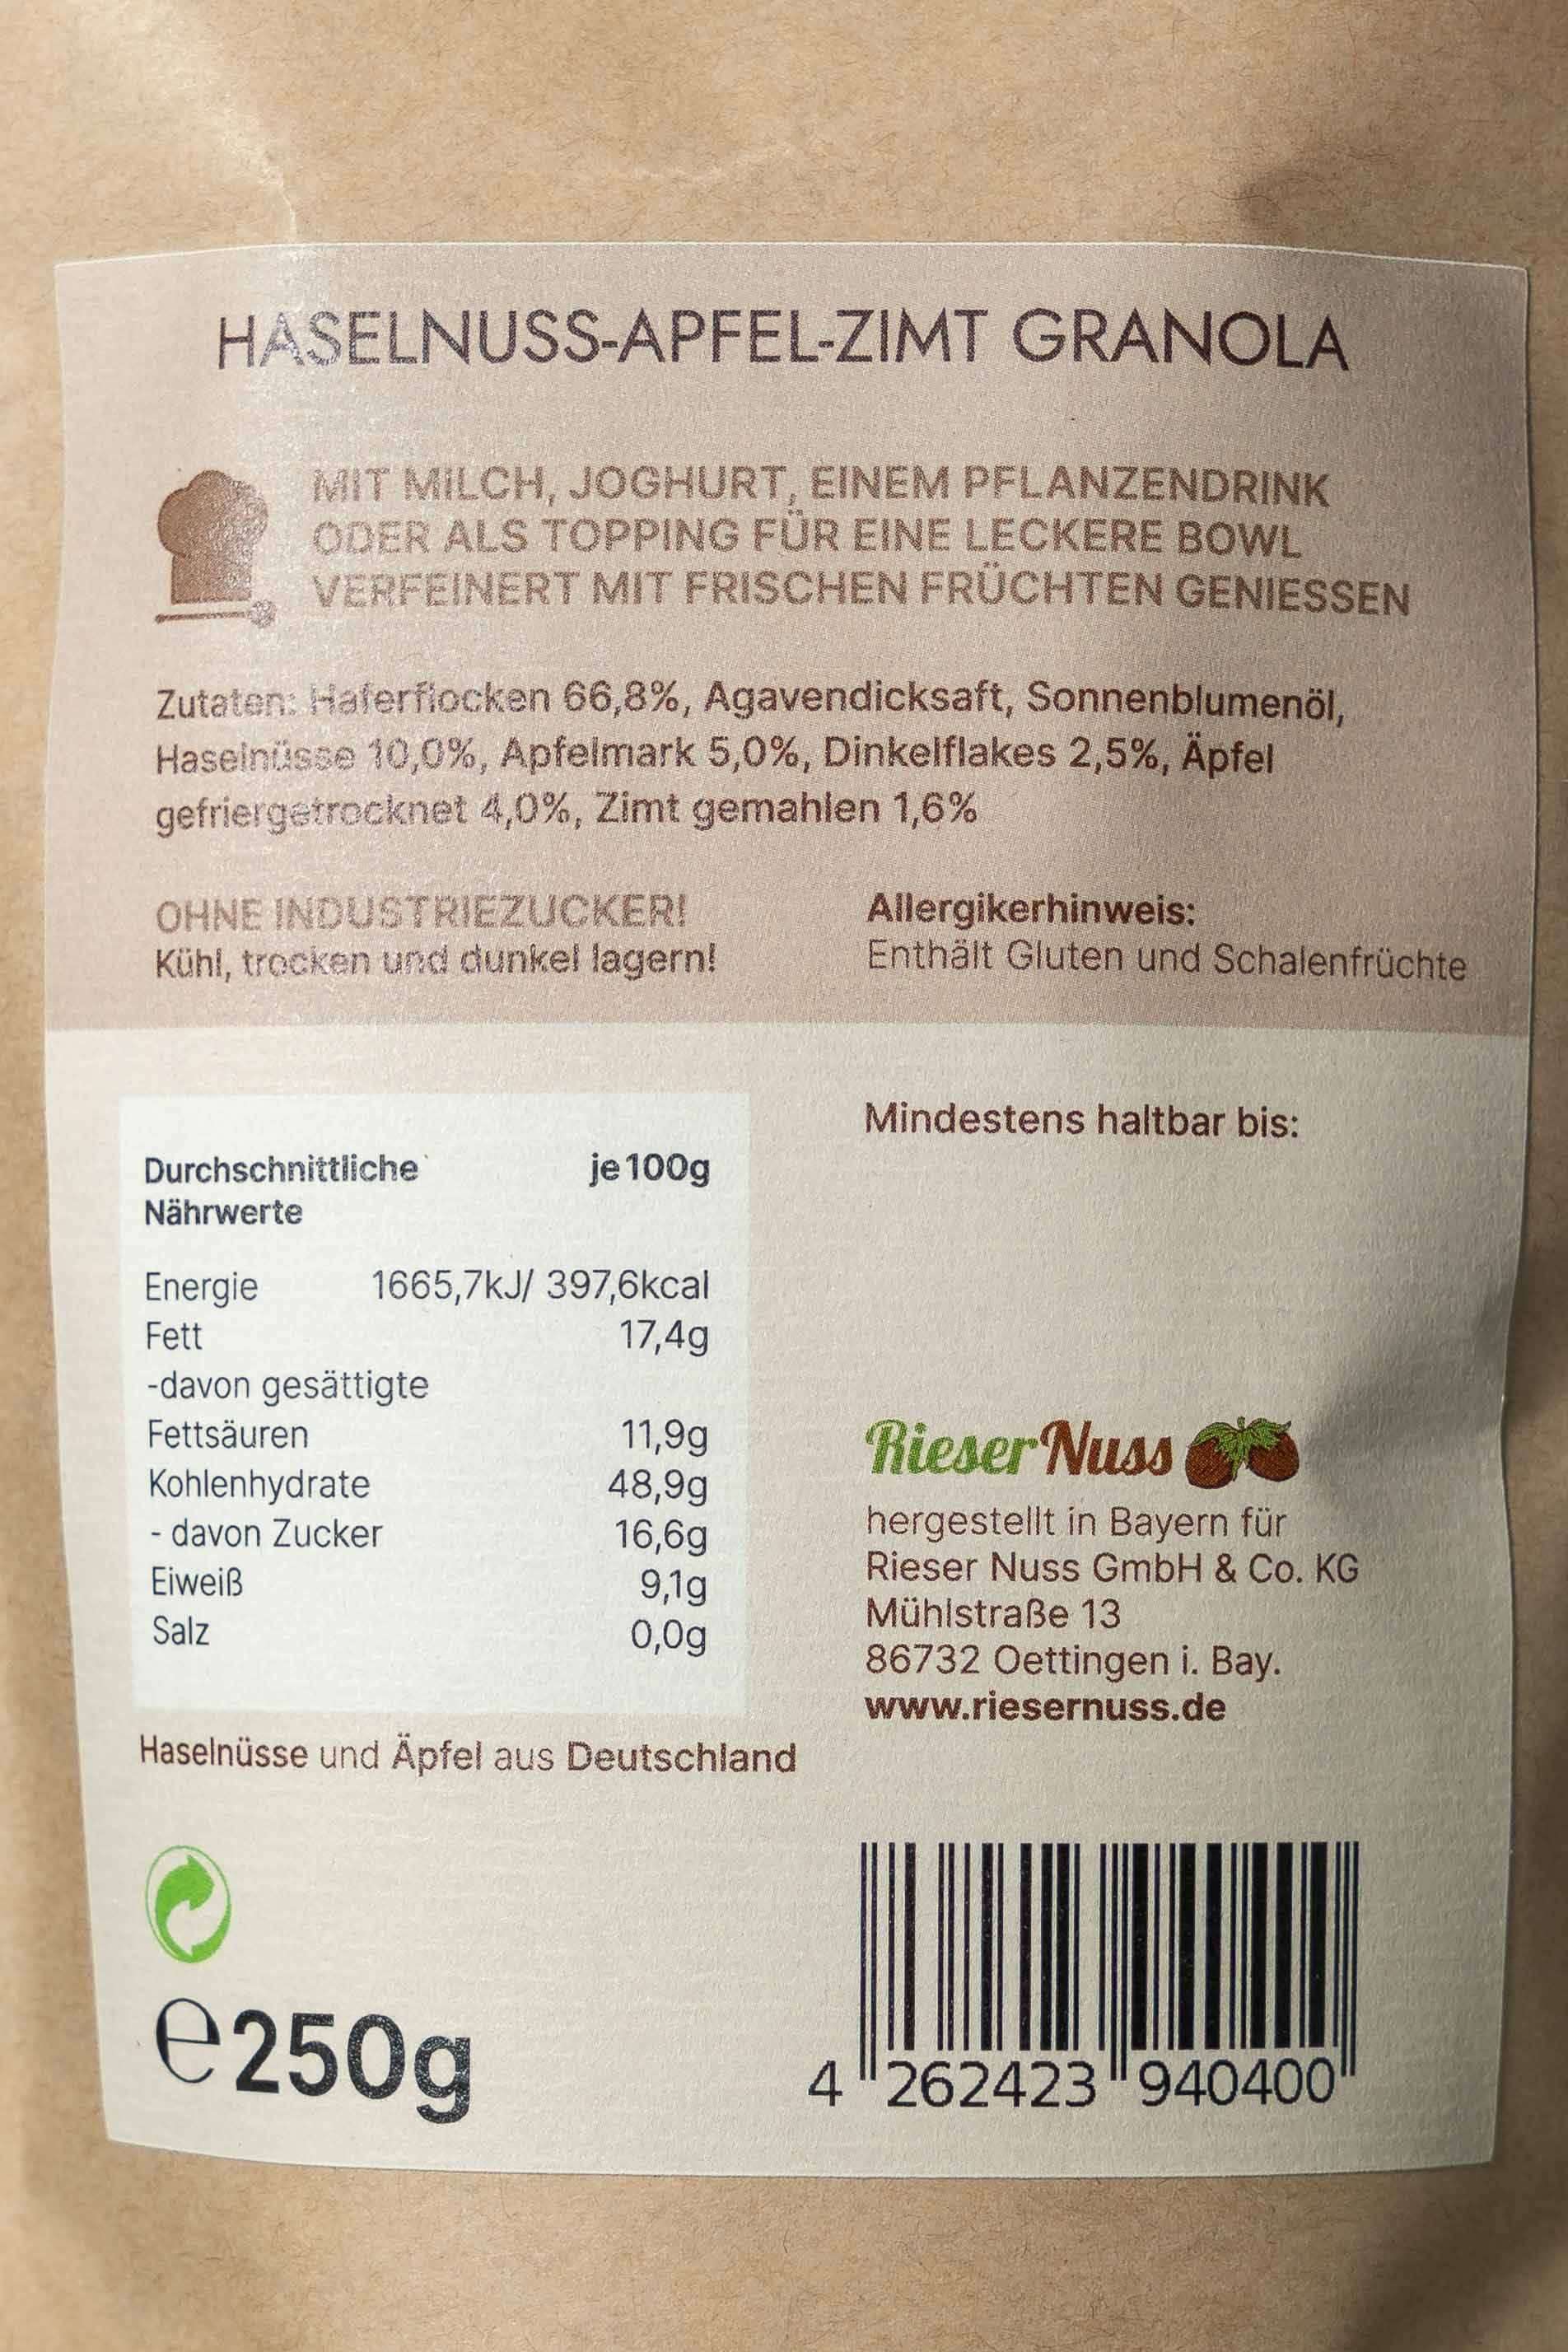 HASELNUSS-APFEL-ZIMT GRANOLA
MIT MILCH, JOGHURT, EINEM PFLANZENDRINK
ODER ALS TOPPING FÜR EINE LECKERE BOWL
VERFEINERT MIT FRISCHEN FRÜCHTEN GENIESSEN
Zutaten: Haferflocken 66,8%, Agavendicksaft, Sonnenblumenöl,
Haselnüsse 10,0%, Apfelmark 5,0%, Dinkelflakes 2,5%, Äpfel
gefriergetrocknet 4,0%, Zimt gemahlen 1,6%
OHNE INDUSTRIEZUCKER!
Kühl, trocken und dunkel lagern!
Allergikerhinweis:
Enthält Gluten und Schalenfrüchte
Durchschnittliche je 100g
Nährwerte
Energie 1665,7kJ/ 397,6kcal
Fett 17,4g
-davon gesättigte
Fettsäuren 11,9g
Kohlenhydrate 48,9g
- davon Zucker 16,6g
Eiweiß 9,1g
Salz 0,0g
Haselnüsse und Äpfel aus Deutschland
Mindestens haltbar bis:
Rieser Nuss
hergestellt in Bayern für
Rieser Nuss GmbH & Co. KG
Mühlstraße 13
86732 Oettingen i. Bay.
www.riesernuss.de
e250g
4 262423 940400